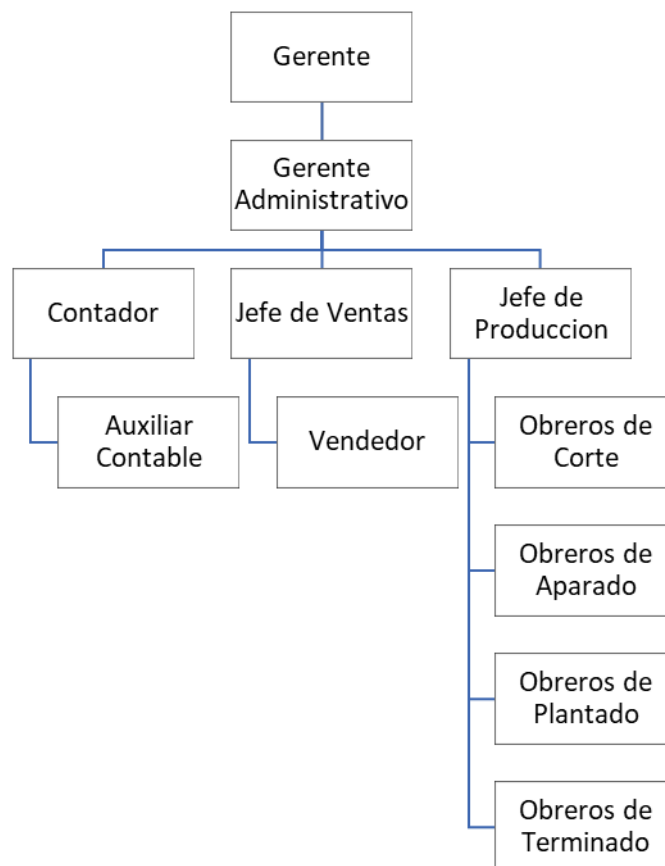 Gerente
Gerente
Administrativo
Contador
Jefe de Ventas
Jefe de
Produccion
Auxiliar
Contable
Vendedor
Obreros de
Corte
Obreros de
Aparado
Obreros de
Plantado
Obreros de
Terminado